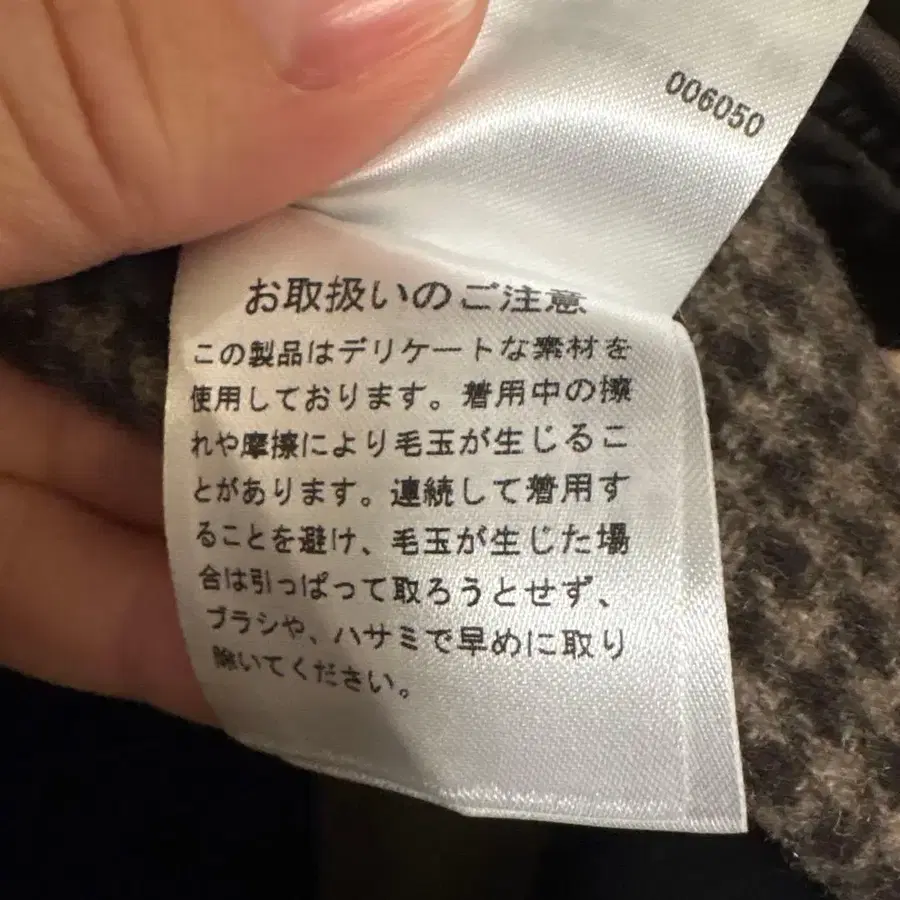 006050
お取扱いのご注意
この製品はデリケートな素材を
使用しております。着用中の擦
れや摩擦により毛玉が生じるこ
とがあります。連続して着用す
ることを避け、毛玉が生じた場
合は引っぱって取ろうとせず、
ブラシや、ハサミで早めに取り
除いてください。